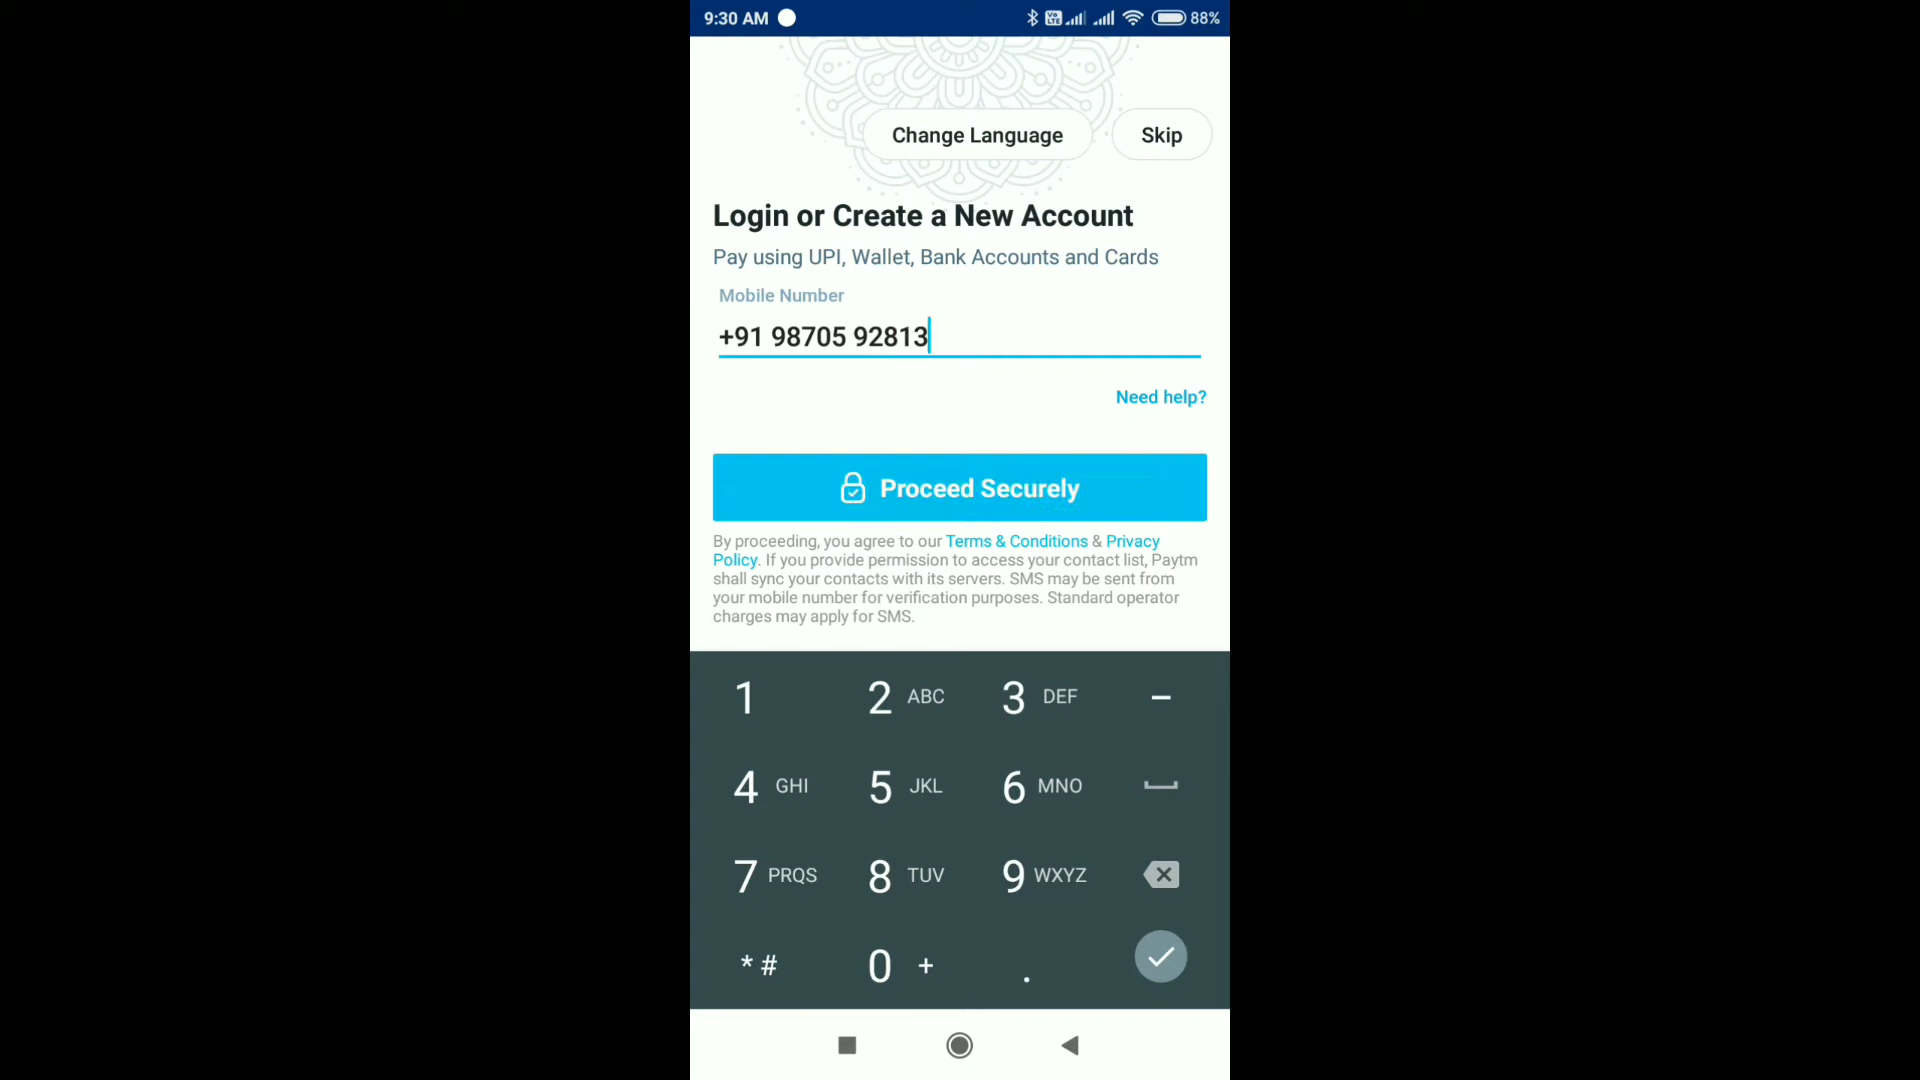 9:30 AM 88%
Change Language Skip
Login or Create a New Account
Pay using UPI, Wallet, Bank Accounts and Cards
Mobile Number
+91 98705 92813
Need help?
Proceed Securely
By proceeding, you agree to our Terms & Conditions & Privacy
Policy. If you provide permission to access your contact list, Paytm
shall sync your contacts with its servers. SMS may be sent from
your mobile number for verification purposes. Standard operator
charges may apply for SMS.
1 2 ABC 3 DEF –
4 GHI 5 JKL 6 MNO
7 PRQS 8 TUV 9 WXYZ
* # 0 + .